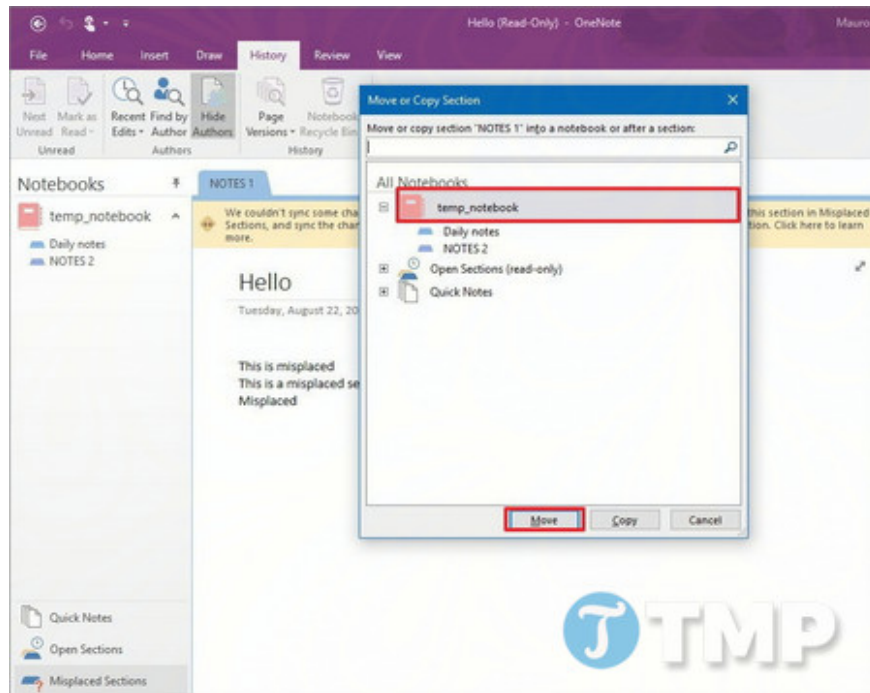 Hello (Read-Only) - OneNote
Mauro
File Home Insert Draw History Review View
Next Unread
Mark as Read
Recent Edits
Find by Author
Hide Authors
Page Versions
Notebook Recycle Bin
Unread
Authors
History
Notebooks
temp_notebook
Daily notes
NOTES 2
NOTES 1
We couldn't sync some cha
Sections, and sync the char
more.
this section in Misplaced
tion. Click here to learn
Hello
Tuesday, August 22, 20
This is misplaced
This is a misplaced se
Misplaced
Move or Copy Section
Move or copy section "NOTES 1" into a notebook or after a section:
All Notebooks
temp_notebook
Daily notes
NOTES 2
Open Sections (read-only)
Quick Notes
Move Copy Cancel
Quick Notes
Open Sections
Misplaced Sections
TMP